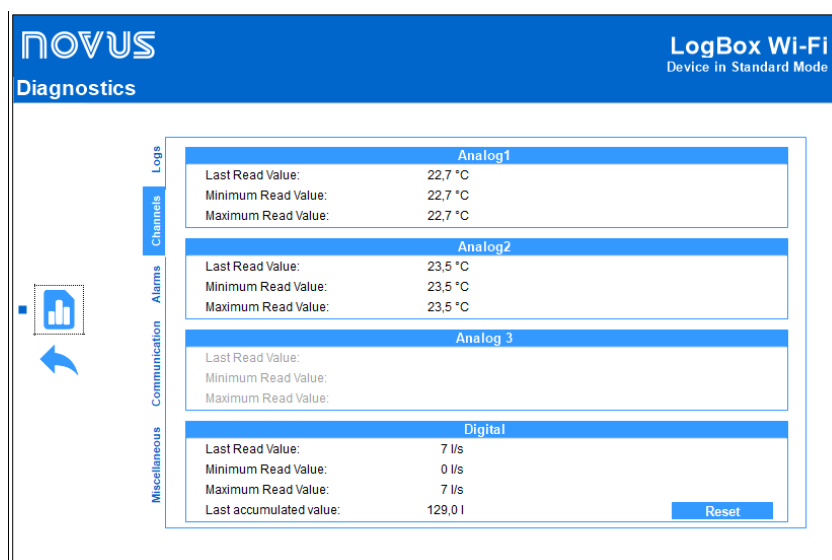 NOVUS
LogBox Wi-Fi
Device in Standard Mode
Diagnostics
Logs
Channels
Alarms
Communication
Miscellaneous
Analog1
Last Read Value: 22,7 °C
Minimum Read Value: 22,7 °C
Maximum Read Value: 22,7 °C
Analog2
Last Read Value: 23,5 °C
Minimum Read Value: 23,5 °C
Maximum Read Value: 23,5 °C
Analog 3
Last Read Value:
Minimum Read Value:
Maximum Read Value:
Digital
Last Read Value: 7 l/s
Minimum Read Value: 0 l/s
Maximum Read Value: 7 l/s
Last accumulated value: 129,0 l
Reset